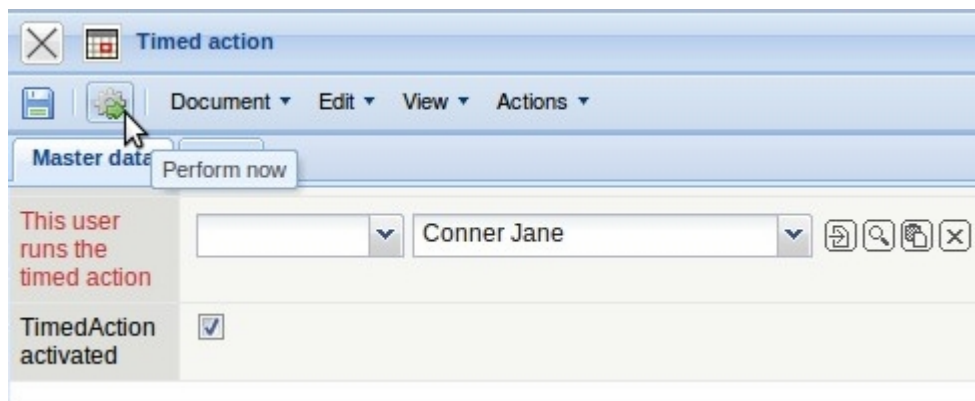 Timed action
Document Edit View Actions
Master data
Perform now
This user
runs the
timed action
Conner Jane
TimedAction
activated